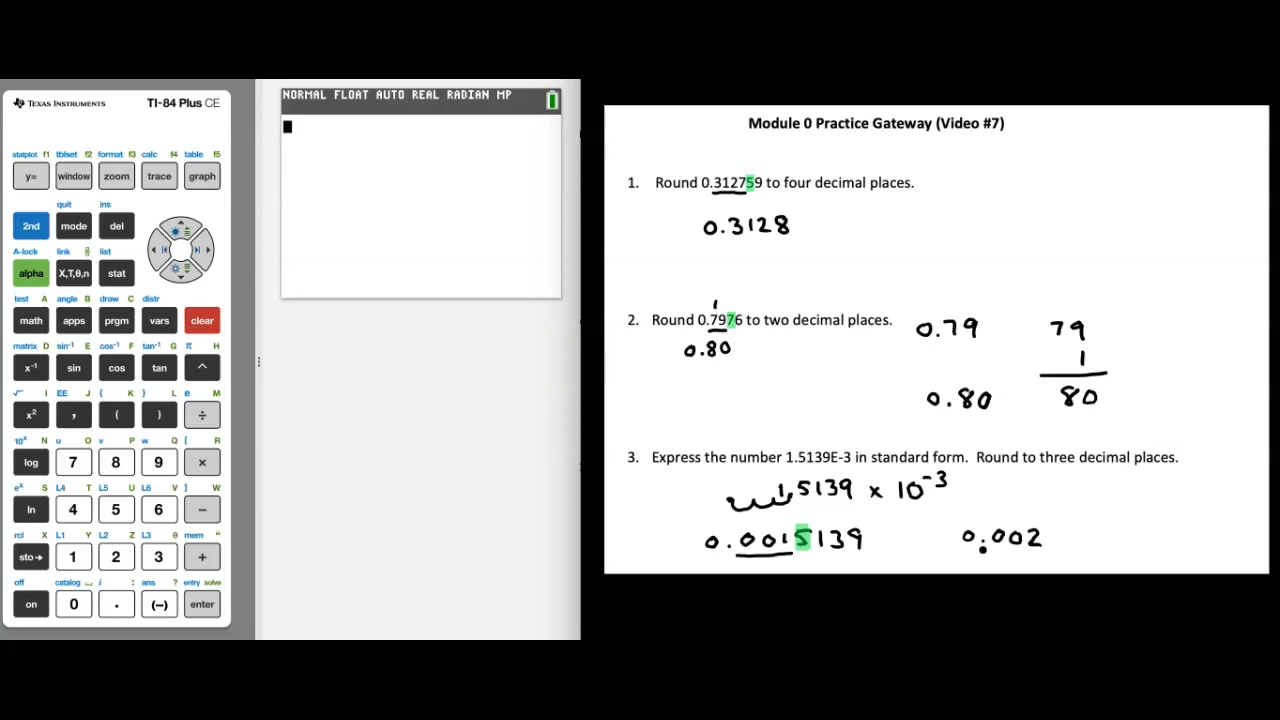 TEXAS INSTRUMENTS TI-84 Plus CE
statplot f1 tblset f2 format f3 calc f4 table f5
y= window zoom trace graph
quit ins
2nd mode del
A-lock link list
alpha X,T,θ,n stat
test A angle B draw C distr
math apps prgm vars clear
matrix D sin⁻¹ E cos⁻¹ F tan⁻¹ G π H
x⁻¹ sin cos tan ^
√ I EE J { K } L e M
x² , ( ) ÷
10ˣ N u O v P w Q [ R
log 7 8 9 ×
eˣ S L4 T L5 U L6 V ] W
ln 4 5 6 −
rcl X L1 Y L2 Z L3 θ mem "
sto→ 1 2 3 +
off catalog i : ans ? entry solve
on 0 . (−) enter
NORMAL FLOAT AUTO REAL RADIAN MP
Module 0 Practice Gateway (Video #7)
1. Round 0.312759 to four decimal places.
0.3128
1
2. Round 0.7976 to two decimal places.
0.80
0.79 79
1
0.80 80
3. Express the number 1.5139E-3 in standard form. Round to three decimal places.
1.5139 × 10⁻³
0.0015139 0.002